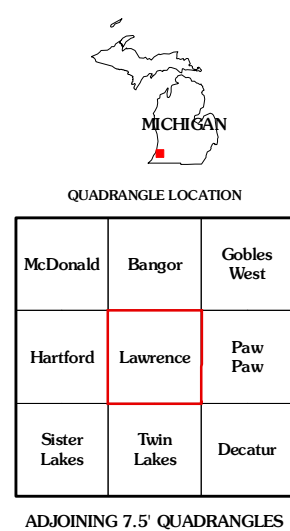 MICHIGAN
QUADRANGLE LOCATION
McDonald
Bangor
Gobles
West
Hartford
Lawrence
Paw
Paw
Sister
Lakes
Twin
Lakes
Decatur
ADJOINING 7.5' QUADRANGLES